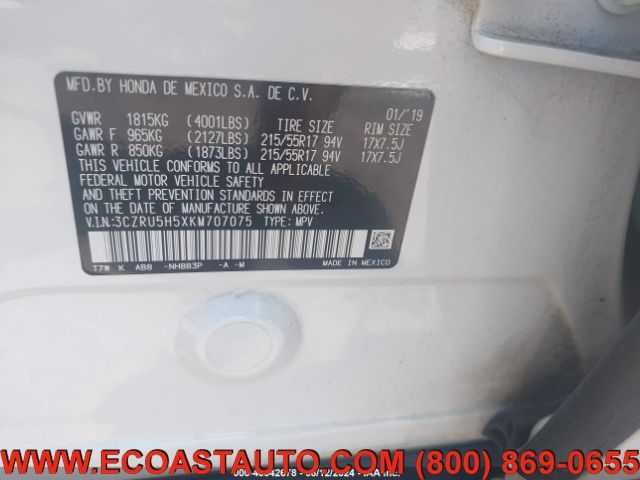 MFD.BY HONDA DE MEXICO S.A. DE C.V.
01/'19
GVWR 1815KG (4001LBS) TIRE SIZE RIM SIZE
GAWR F 965KG (2127LBS) 215/55R17 94V 17X7.5J
GAWR R 850KG (1873LBS) 215/55R17 94V 17X7.5J
THIS VEHICLE CONFORMS TO ALL APPLICABLE
FEDERAL MOTOR VEHICLE SAFETY
AND THEFT PREVENTION STANDARDS IN EFFECT
ON THE DATE OF MANUFACTURE SHOWN ABOVE.
V.I.N:3CZRU5H5XKM707075 TYPE: MPV
T7W K AB8 -NH883P -A -M MADE IN MEXICO
WWW.ECOASTAUTO.COM (800) 869-0655